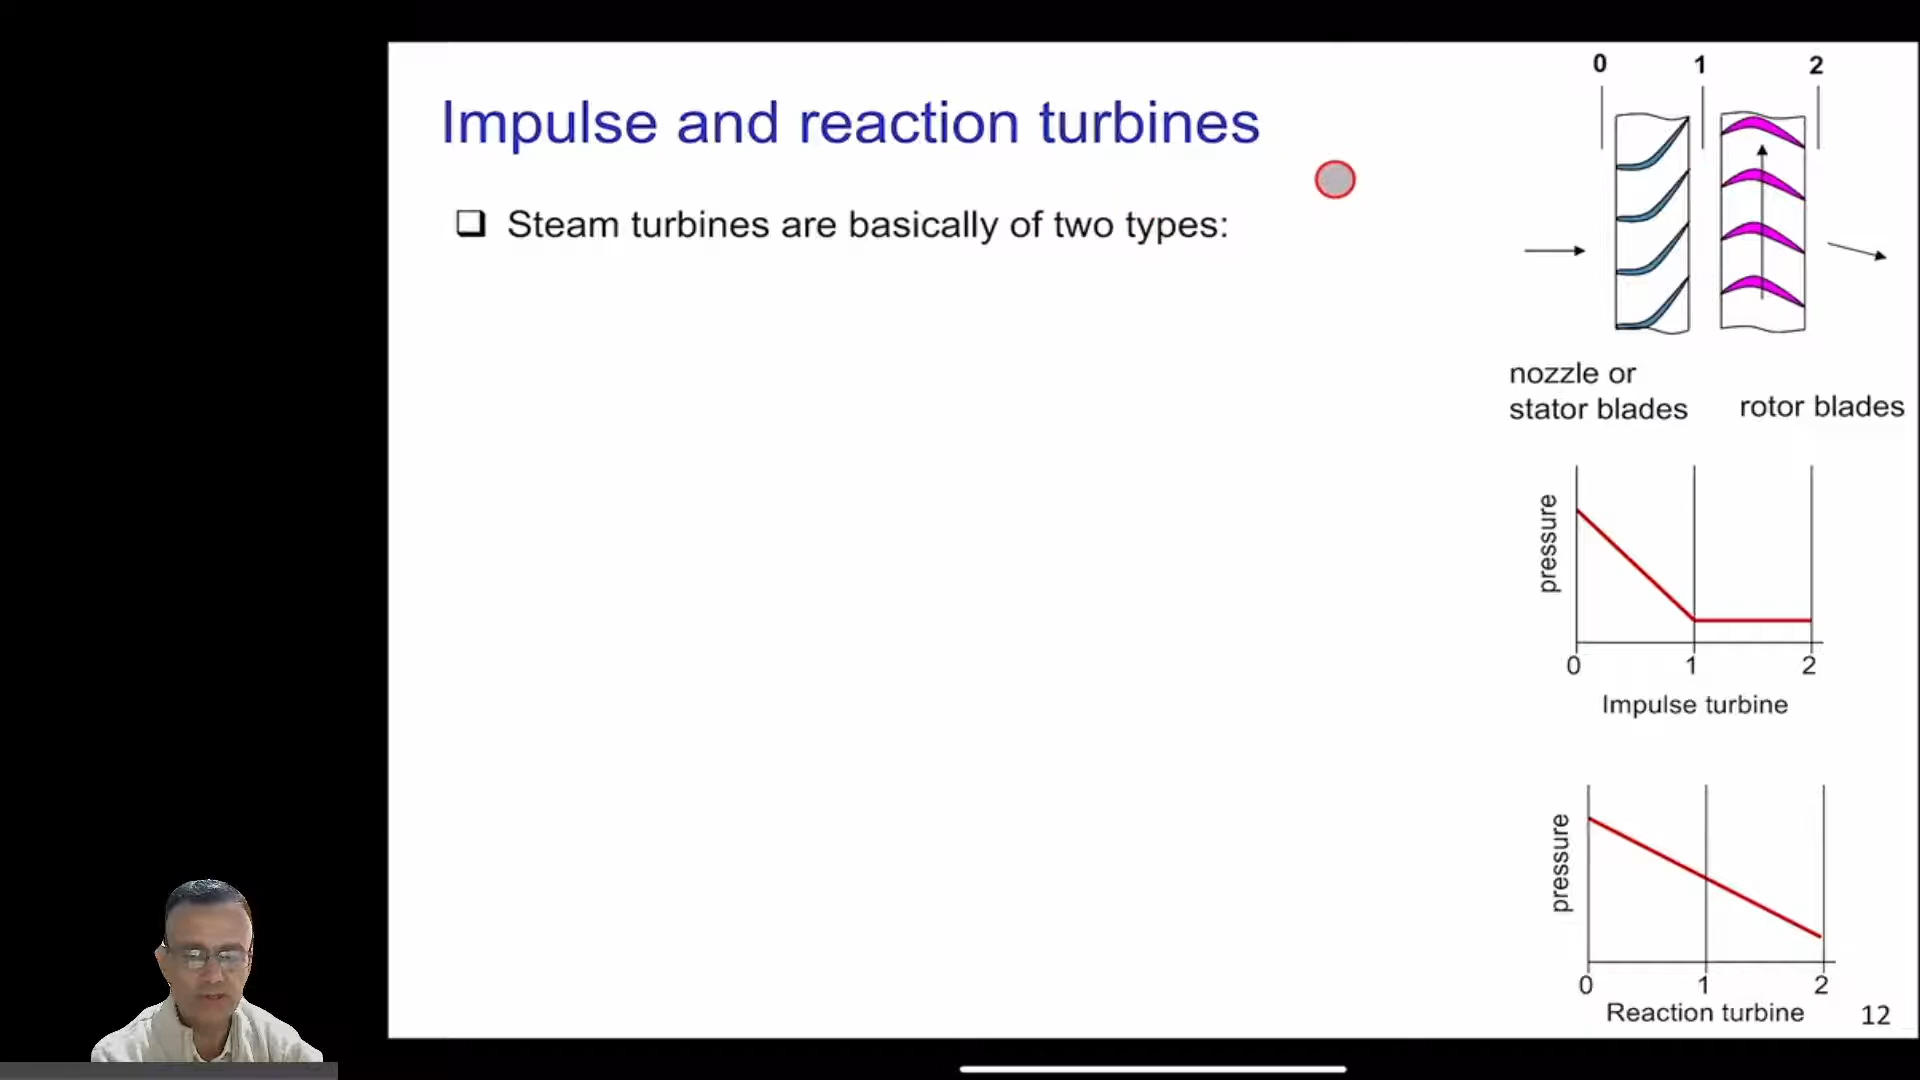 Impulse and reaction turbines
Steam turbines are basically of two types:
0 1 2
nozzle or
stator blades
rotor blades
pressure
0 1 2
Impulse turbine
pressure
0 1 2
Reaction turbine
12